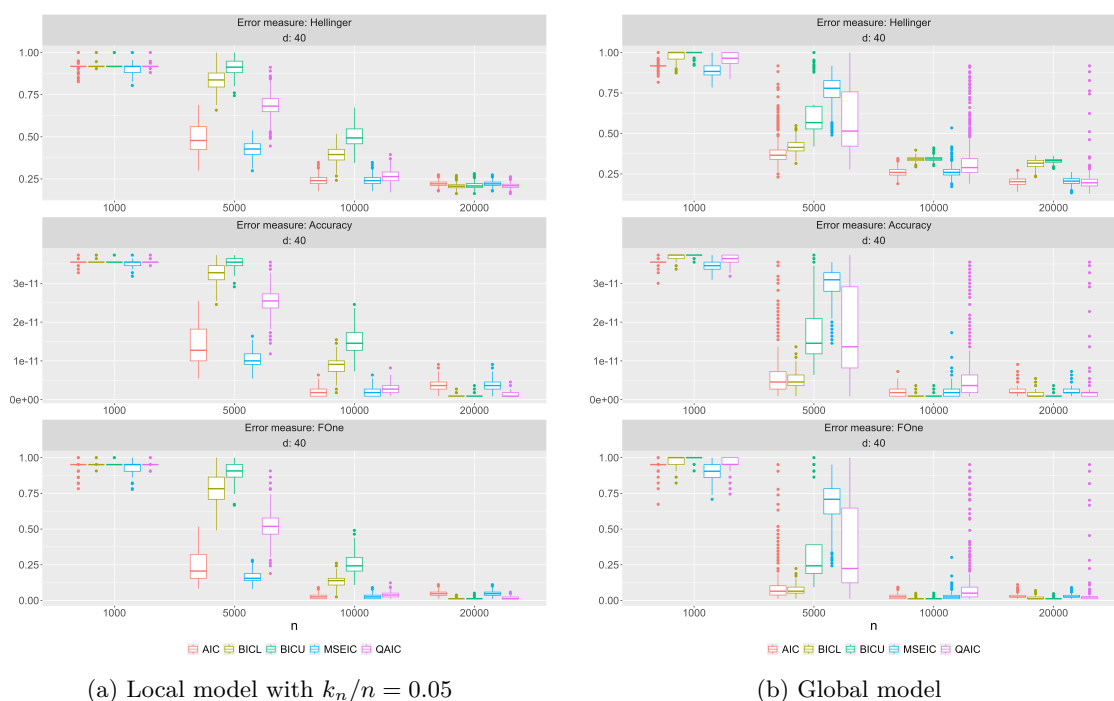 Error measure: Hellinger
d: 40
1.00
0.75
0.50
0.25
1000 5000 10000 20000
Error measure: Accuracy
d: 40
3e-11
2e-11
1e-11
0e+00
1000 5000 10000 20000
Error measure: FOne
d: 40
1.00
0.75
0.50
0.25
0.00
1000 5000 10000 20000
n
AIC BICL BICU MSEIC QAIC
(a) Local model with $k_n/n = 0.05$
Error measure: Hellinger
d: 40
1.00
0.75
0.50
0.25
1000 5000 10000 20000
Error measure: Accuracy
d: 40
3e-11
2e-11
1e-11
0e+00
1000 5000 10000 20000
Error measure: FOne
d: 40
1.00
0.75
0.50
0.25
0.00
1000 5000 10000 20000
n
AIC BICL BICU MSEIC QAIC
(b) Global model